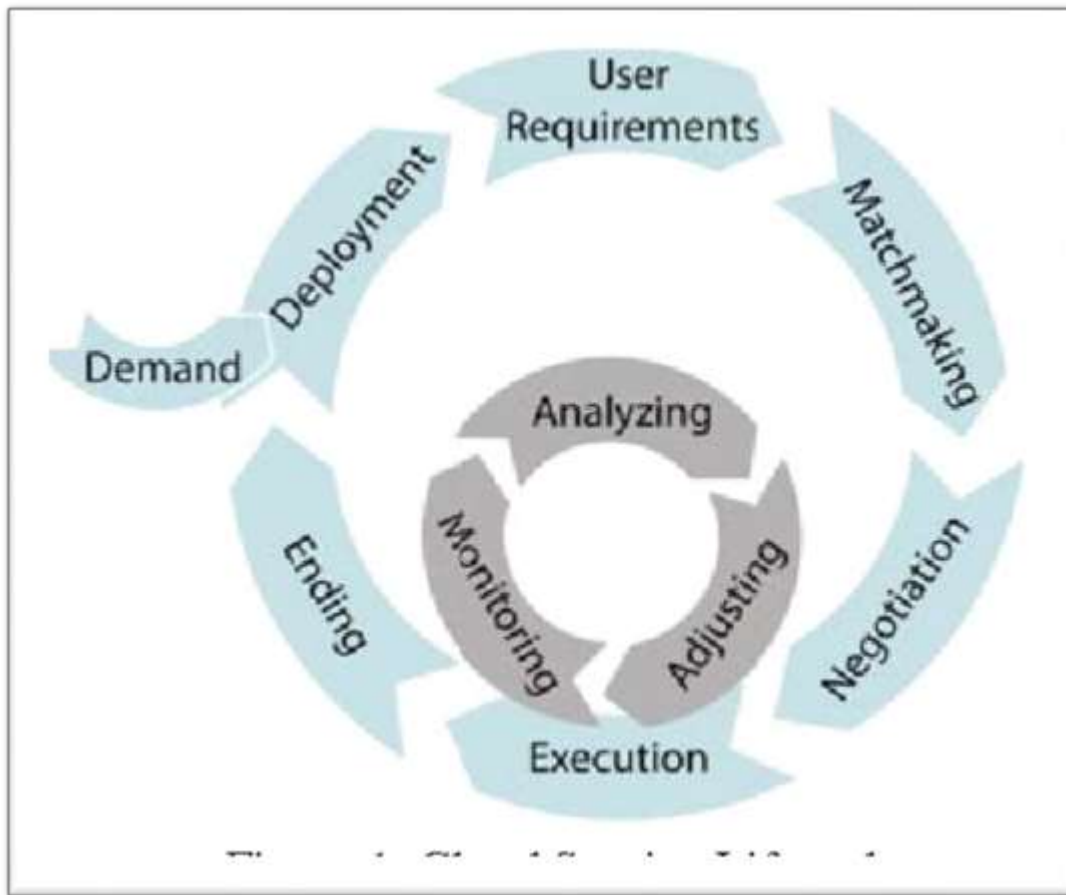 User
Requirements
Matchmaking
Negotiation
Execution
Ending
Deployment
Demand
Analyzing
Adjusting
Monitoring